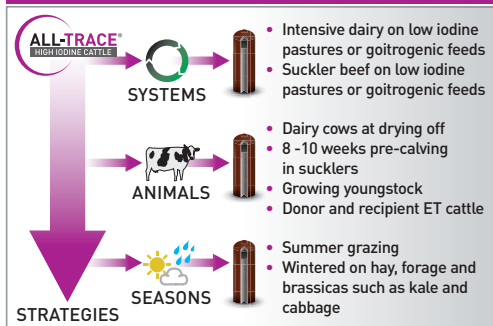 ALL-TRACE®
HIGH IODINE CATTLE
SYSTEMS
• Intensive dairy on low iodine
pastures or goitrogenic feeds
• Suckler beef on low iodine
pastures or goitrogenic feeds
ANIMALS
• Dairy cows at drying off
• 8 -10 weeks pre-calving
in sucklers
• Growing youngstock
• Donor and recipient ET cattle
SEASONS
• Summer grazing
• Wintered on hay, forage and
brassicas such as kale and
cabbage
STRATEGIES